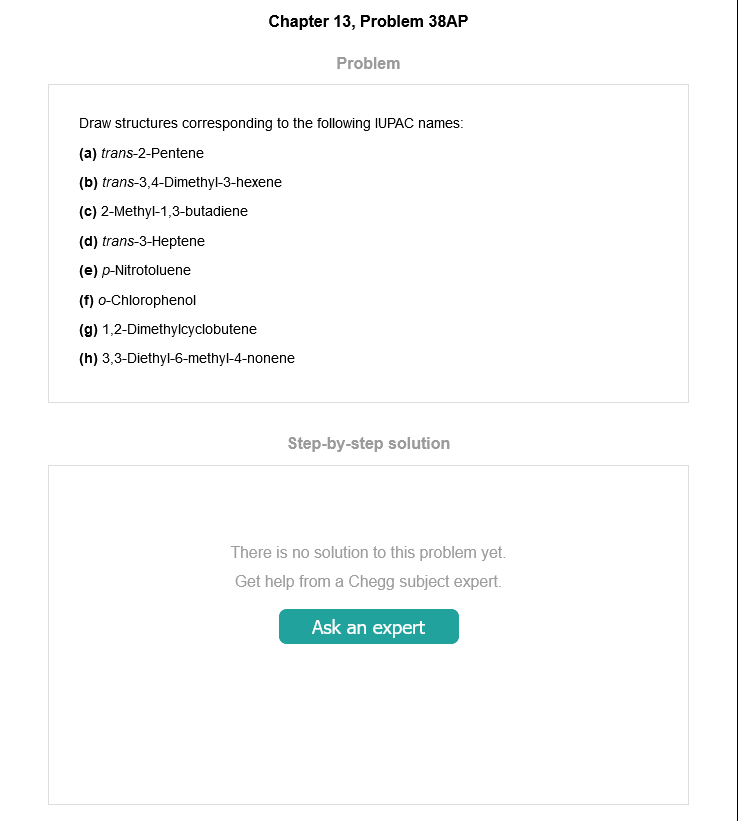 Chapter 13, Problem 38AP
Problem
Draw structures corresponding to the following IUPAC names:
(a) trans-2-Pentene
(b) trans-3,4-Dimethyl-3-hexene
(c) 2-Methyl-1,3-butadiene
(d) trans-3-Heptene
(e) p-Nitrotoluene
(f) o-Chlorophenol
(g) 1,2-Dimethylcyclobutene
(h) 3,3-Diethyl-6-methyl-4-nonene
Step-by-step solution
There is no solution to this problem yet.
Get help from a Chegg subject expert.
Ask an expert